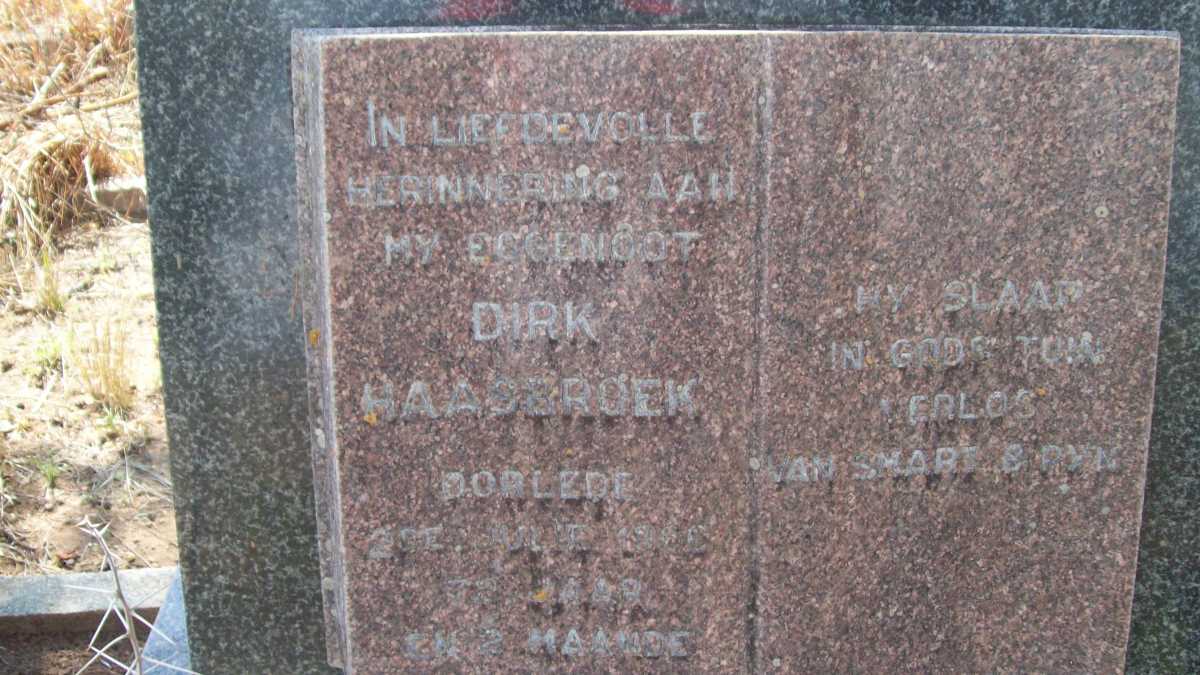 IN LIEFDEVOLLE
HERINNERING AAN
MY EGGENOOT
DIRK
HAASBROEK
OORLEDE
2DE. JULIE
JAAR
EN 2 MAANDE
HY SLAAP
IN GODS TUIN
VERLOS
VAN SMART & PYN